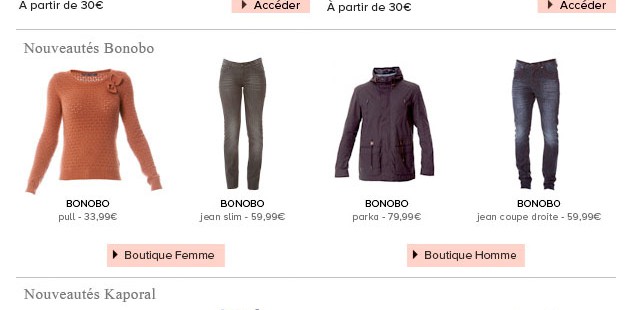 À partir de 30€
Accéder
À partir de 30€
Accéder
Nouveautés Bonobo
BONOBO
pull - 33,99€
BONOBO
jean slim - 59,99€
BONOBO
parka - 79,99€
BONOBO
jean coupe droite - 59,99€
Boutique Femme
Boutique Homme
Nouveautés Kaporal